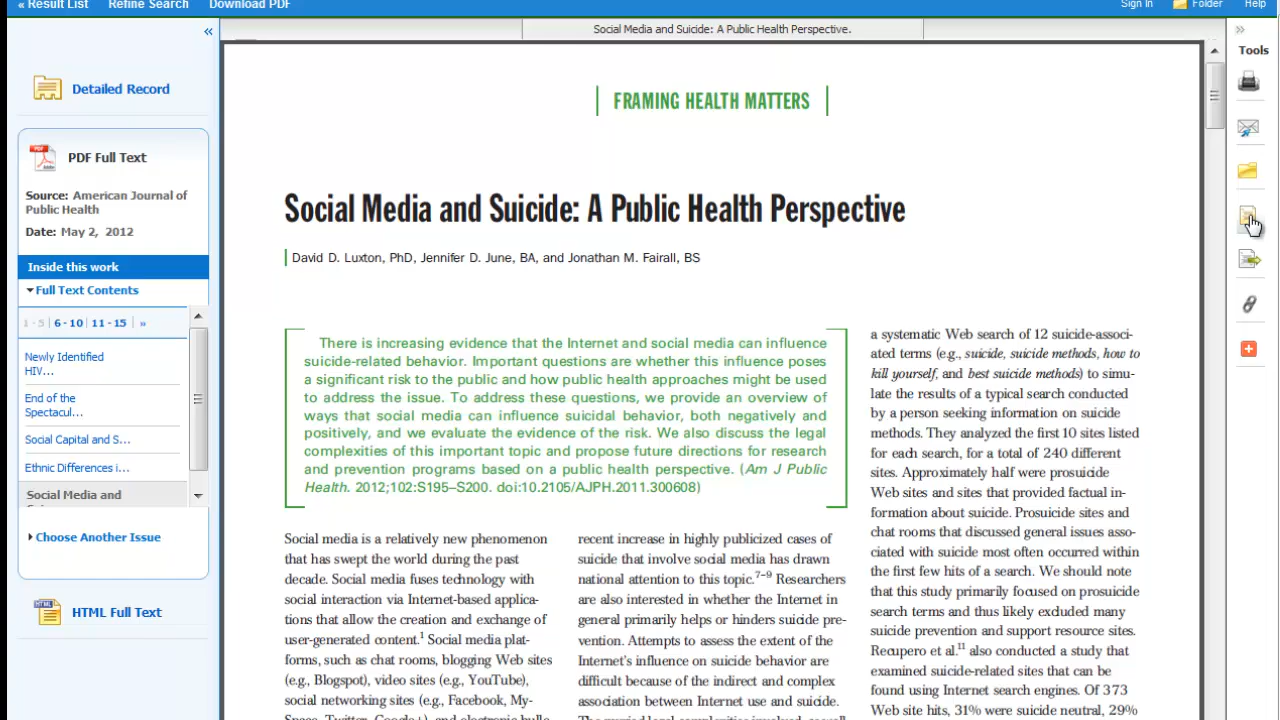 « Result List Refine Search Download PDF
Sign In Folder Help
Social Media and Suicide: A Public Health Perspective.
«
Detailed Record
PDF Full Text
Source: American Journal of
Public Health
Date: May 2, 2012
Inside this work
Full Text Contents
1 - 5 | 6 - 10 | 11 - 15 | »
Newly Identified
HIV...
End of the
Spectacul...
Social Capital and S...
Ethnic Differences i...
Social Media and
Choose Another Issue
HTML Full Text
FRAMING HEALTH MATTERS
Social Media and Suicide: A Public Health Perspective
David D. Luxton, PhD, Jennifer D. June, BA, and Jonathan M. Fairall, BS
There is increasing evidence that the Internet and social media can influence
suicide-related behavior. Important questions are whether this influence poses
a significant risk to the public and how public health approaches might be used
to address the issue. To address these questions, we provide an overview of
ways that social media can influence suicidal behavior, both negatively and
positively, and we evaluate the evidence of the risk. We also discuss the legal
complexities of this important topic and propose future directions for research
and prevention programs based on a public health perspective. (Am J Public
Health. 2012;102:S195–S200. doi:10.2105/AJPH.2011.300608)
Social media is a relatively new phenomenon
that has swept the world during the past
decade. Social media fuses technology with
social interaction via Internet-based applica-
tions that allow the creation and exchange of
user-generated content.1 Social media plat-
forms, such as chat rooms, blogging Web sites
(e.g., Blogspot), video sites (e.g., YouTube),
social networking sites (e.g., Facebook, My-
Space, Twitter, Google+), and electronic bulle-
recent increase in highly publicized cases of
suicide that involve social media has drawn
national attention to this topic.7–9 Researchers
are also interested in whether the Internet in
general primarily helps or hinders suicide pre-
vention. Attempts to assess the extent of the
Internet's influence on suicide behavior are
difficult because of the indirect and complex
association between Internet use and suicide.
The myriad legal complexities involved, as well
a systematic Web search of 12 suicide-associ-
ated terms (e.g., suicide, suicide methods, how to
kill yourself, and best suicide methods) to simu-
late the results of a typical search conducted
by a person seeking information on suicide
methods. They analyzed the first 10 sites listed
for each search, for a total of 240 different
sites. Approximately half were prosuicide
Web sites and sites that provided factual in-
formation about suicide. Prosuicide sites and
chat rooms that discussed general issues asso-
ciated with suicide most often occurred within
the first few hits of a search. We should note
that this study primarily focused on prosuicide
search terms and thus likely excluded many
suicide prevention and support resource sites.
Recupero et al.11 also conducted a study that
examined suicide-related sites that can be
found using Internet search engines. Of 373
Web site hits, 31% were suicide neutral, 29%
»
Tools